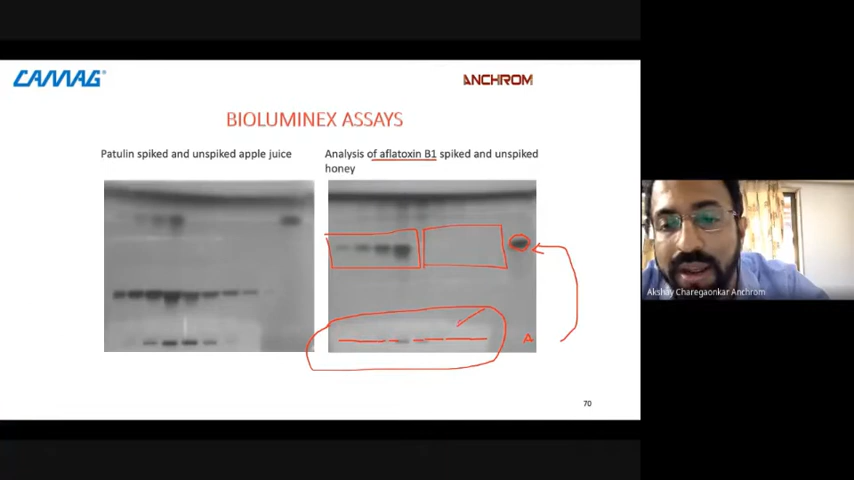 CAMAG®
ANCHROM
BIOLUMINEX ASSAYS
Patulin spiked and unspiked apple juice
Analysis of aflatoxin B1 spiked and unspiked
honey
A
70
Akshay Charegaonkar Anchrom